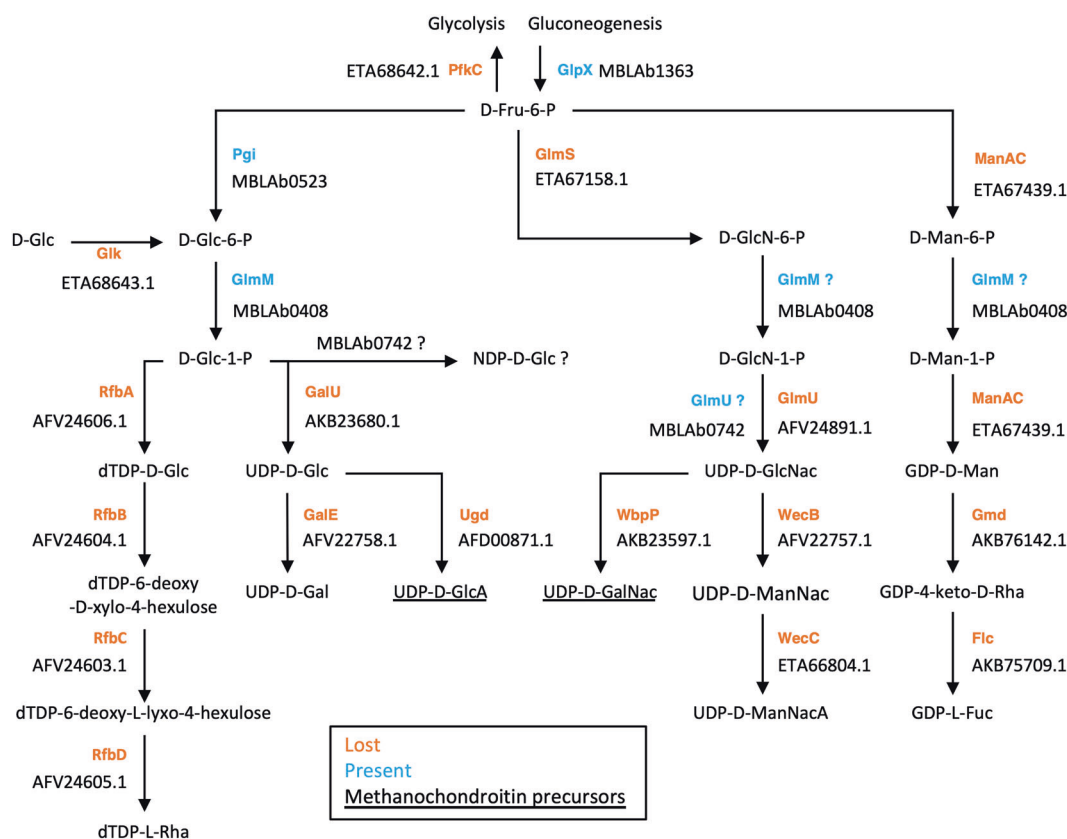 Glycolysis Gluconeogenesis
ETA68642.1 PfkC GlpX MBLAb1363
D-Fru-6-P
Pgi GlmS ManAC
MBLAb0523 ETA67158.1 ETA67439.1
D-Glc D-Glc-6-P D-GlcN-6-P D-Man-6-P
Glk
ETA68643.1 GlmM GlmM ? GlmM ?
MBLAb0408 MBLAb0408 MBLAb0408
MBLAb0742 ?
D-Glc-1-P NDP-D-Glc ? D-GlcN-1-P D-Man-1-P
RfbA GalU GlmU ? GlmU ManAC
AFV24606.1 AKB23680.1 MBLAb0742 AFV24891.1 ETA67439.1
dTDP-D-Glc UDP-D-Glc UDP-D-GlcNac GDP-D-Man
RfbB GalE Ugd WbpP WecB Gmd
AFV24604.1 AFV22758.1 AFD00871.1 AKB23597.1 AFV22757.1 AKB76142.1
dTDP-6-deoxy
-D-xylo-4-hexulose UDP-D-Gal UDP-D-GlcA UDP-D-GalNac UDP-D-ManNac GDP-4-keto-D-Rha
RfbC WecC Flc
AFV24603.1 ETA66804.1 AKB75709.1
dTDP-6-deoxy-L-lyxo-4-hexulose UDP-D-ManNacA GDP-L-Fuc
RfbD
AFV24605.1
dTDP-L-Rha
Lost
Present
Methanochondroitin precursors